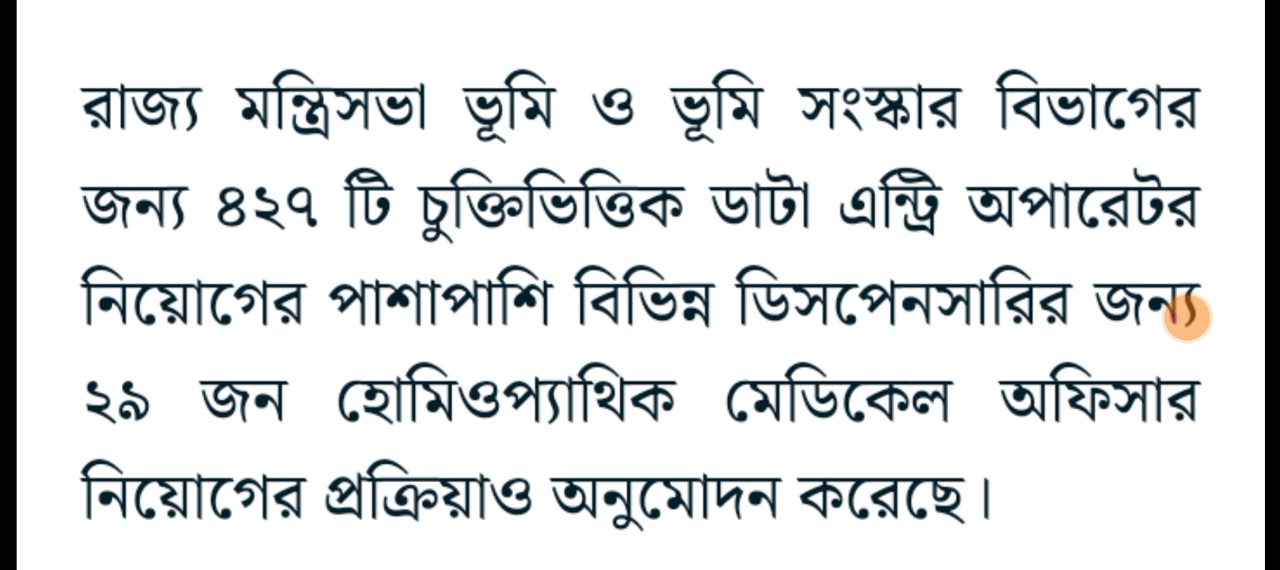 রাজ্য মন্ত্রিসভা ভূমি ও ভূমি সংস্কার বিভাগের
জন্য ৪২৭ টি চুক্তিভিত্তিক ডাটা এন্ট্রি অপারেটর
নিয়োগের পাশাপাশি বিভিন্ন ডিসপেনসারির জন্য
২৯ জন হোমিওপ্যাথিক মেডিকেল অফিসার
নিয়োগের প্রক্রিয়াও অনুমোদন করেছে।